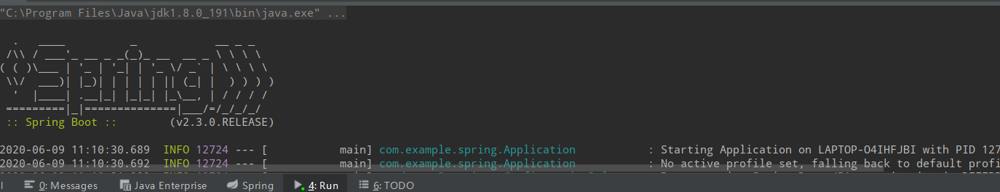 "C:\Program Files\Java\jdk1.8.0_191\bin\java.exe" ...
  .   ____          _            __ _ _
 /\\ / ___'_ __ _ _(_)_ __  __ _ \ \ \ \
( ( )\___ | '_ | '_| | '_ \/ _` | \ \ \ \
 \\/  ___)| |_)| | | | | || (_| |  ) ) ) )
  '  |____| .__|_| |_|_| |_\__, | / / / /
 =========|_|==============|___/=/_/_/_/
 :: Spring Boot ::        (v2.3.0.RELEASE)
2020-06-09 11:10:30.689  INFO 12724 --- [           main] com.example.spring.Application           : Starting Application on LAPTOP-O4IHFJBI with PID 127
2020-06-09 11:10:30.692  INFO 12724 --- [           main] com.example.spring.Application           : No active profile set, falling back to default profi
0: Messages Java Enterprise Spring 4: Run 6: TODO